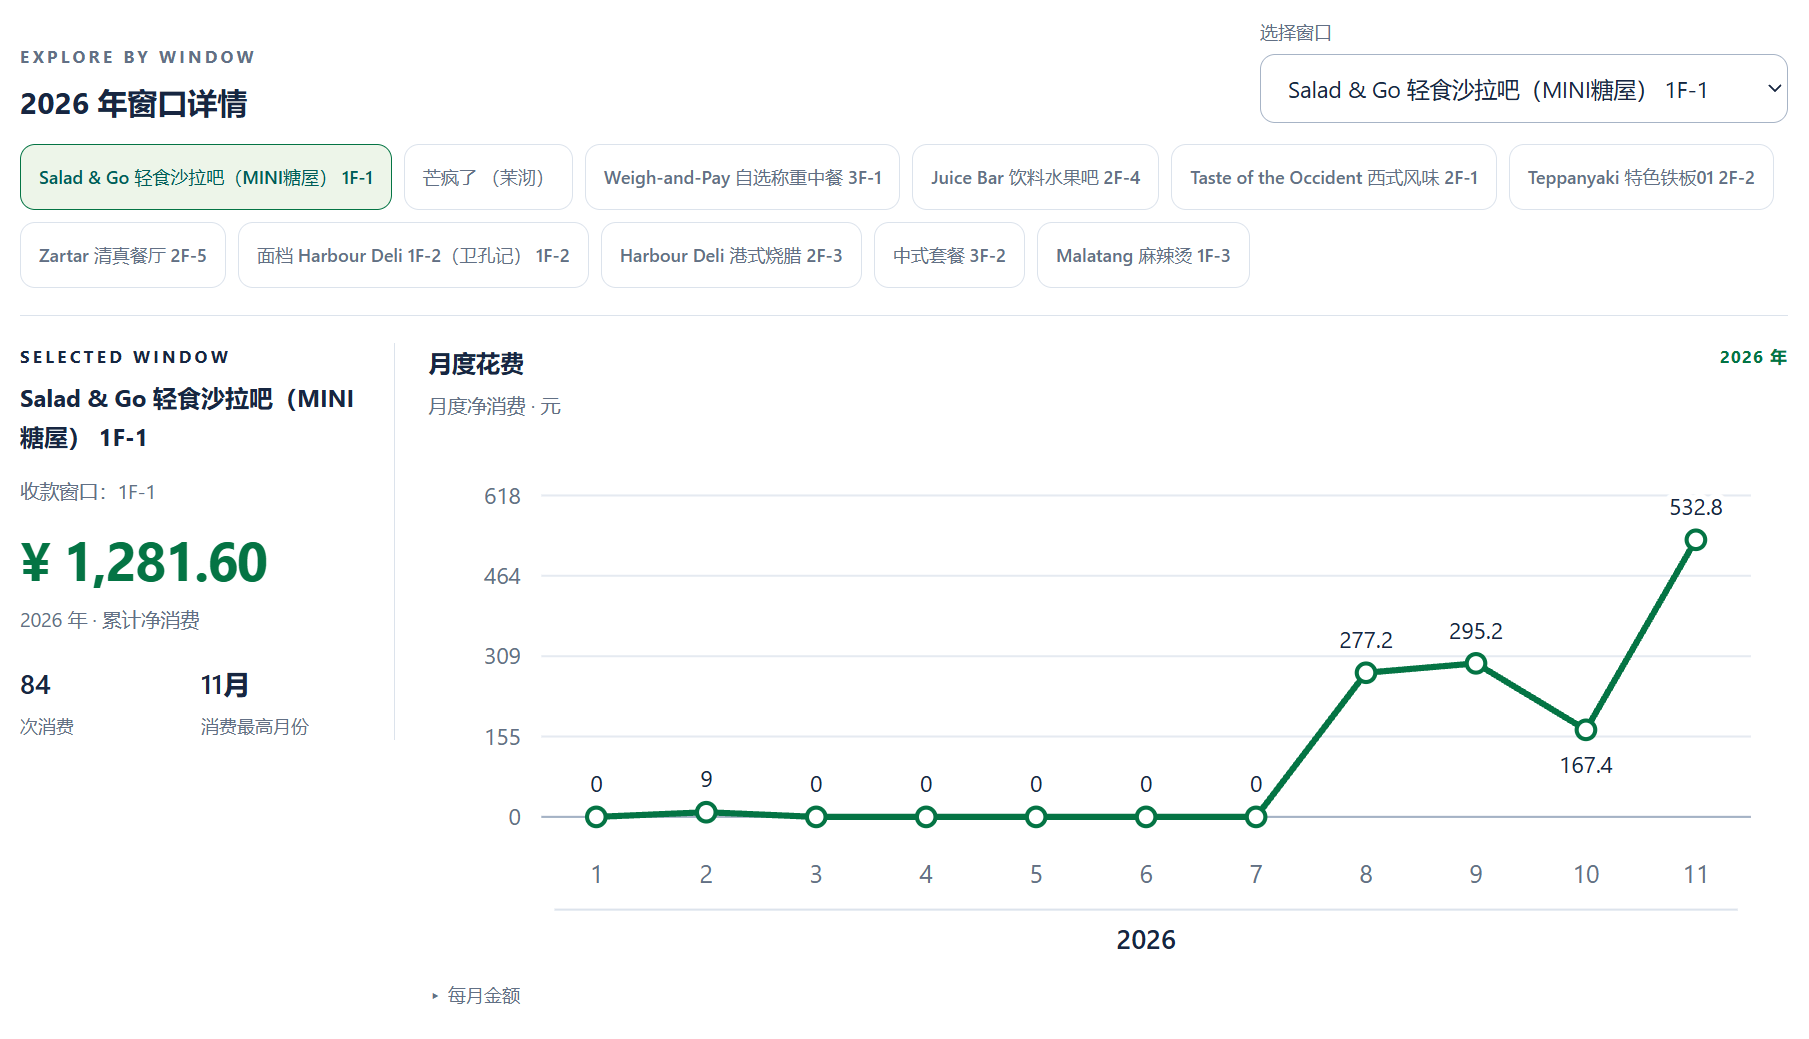 EXPLORE BY WINDOW
2026 年窗口详情
选择窗口
Salad & Go 轻食沙拉吧（MINI糖屋） 1F-1
Salad & Go 轻食沙拉吧（MINI糖屋） 1F-1
芒疯了 （茉沏）
Weigh-and-Pay 自选称重中餐 3F-1
Juice Bar 饮料水果吧 2F-4
Taste of the Occident 西式风味 2F-1
Teppanyaki 特色铁板01 2F-2
Zartar 清真餐厅 2F-5
面档 Harbour Deli 1F-2（卫孔记） 1F-2
Harbour Deli 港式烧腊 2F-3
中式套餐 3F-2
Malatang 麻辣烫 1F-3
SELECTED WINDOW
Salad & Go 轻食沙拉吧（MINI
糖屋） 1F-1
收款窗口：1F-1
¥ 1,281.60
2026 年 · 累计净消费
84
次消费
11月
消费最高月份
月度花费
2026 年
月度净消费 · 元
618
464
309
155
0
0
9
0
0
0
0
0
277.2
295.2
167.4
532.8
1
2
3
4
5
6
7
8
9
10
11
2026
▸ 每月金额